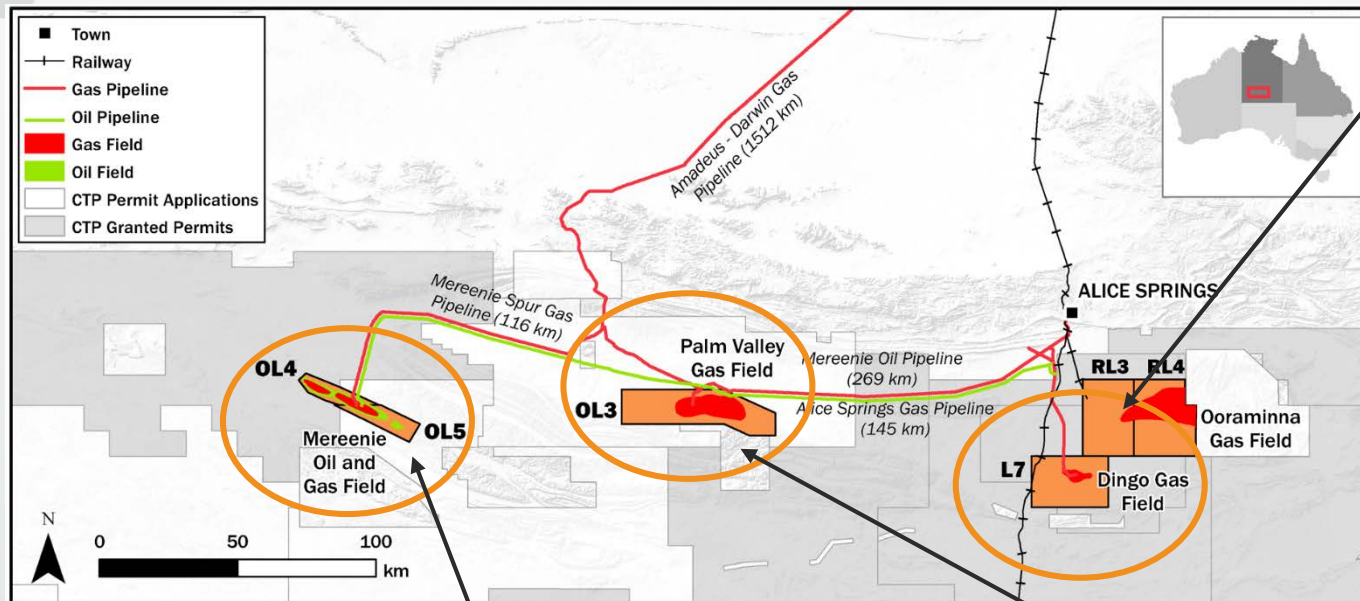 Town
Railway
Gas Pipeline
Oil Pipeline
Gas Field
Oil Field
CTP Permit Applications
CTP Granted Permits
Amadeus - Darwin Gas
Pipeline (1512 km)
Mereenie Spur Gas
Pipeline (116 km)
ALICE SPRINGS
Palm Valley
Gas Field
Mereenie Oil Pipeline
(269 km)
Alice Springs Gas Pipeline
(145 km)
RL3
RL4
Ooraminna
Gas Field
OL4
OL5
OL3
Mereenie
Oil and
Gas Field
L7
Dingo Gas
Field
N
0 50 100
km